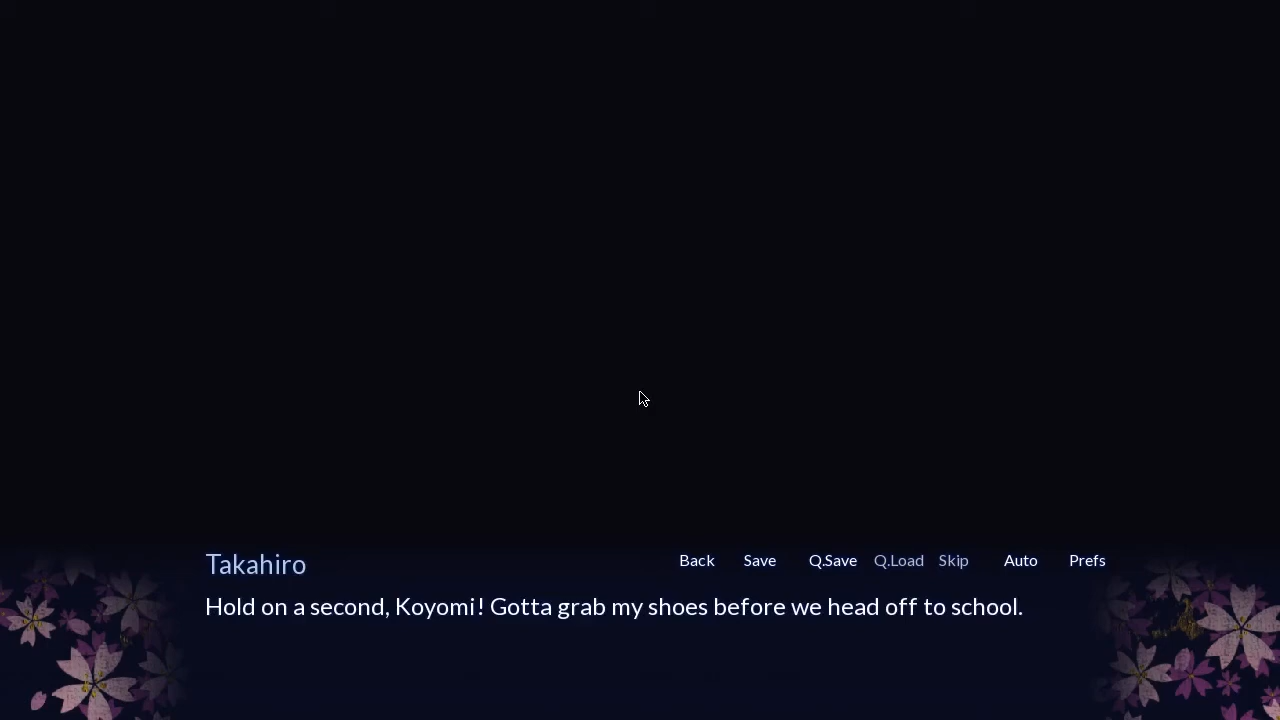 Takahiro
Back Save Q.Save Q.Load Skip Auto Prefs
Hold on a second, Koyomi! Gotta grab my shoes before we head off to school.